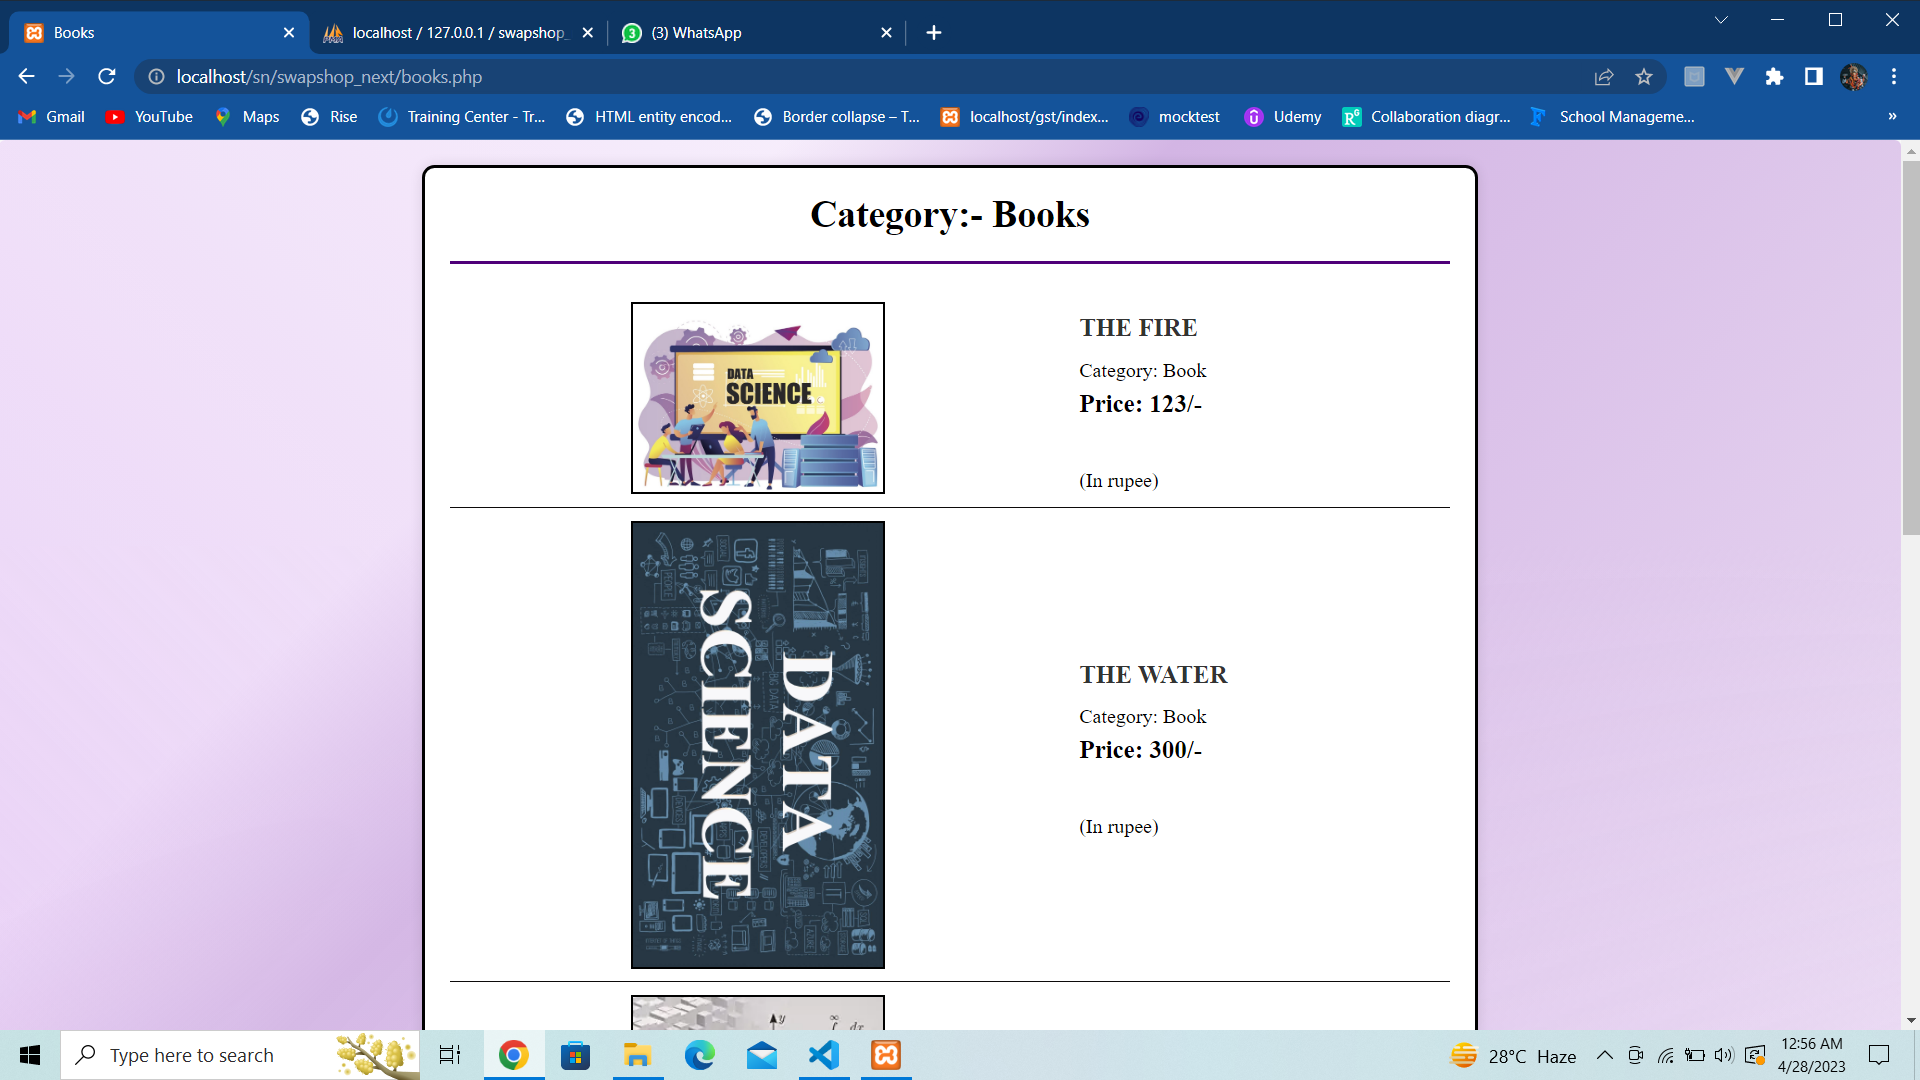 Books
localhost / 127.0.0.1 / swapshop_
(3) WhatsApp
localhost/sn/swapshop_next/books.php
Gmail
YouTube
Maps
Rise
Training Center - Tr...
HTML entity encod...
Border collapse – T...
localhost/gst/index...
mocktest
Udemy
Collaboration diagr...
School Manageme...
»
Category:- Books
DATA
SCIENCE
THE FIRE
Category: Book
Price: 123/-
(In rupee)
DATA
SCIENCE
THE WATER
Category: Book
Price: 300/-
(In rupee)
Type here to search
28°C Haze
12:56 AM
4/28/2023